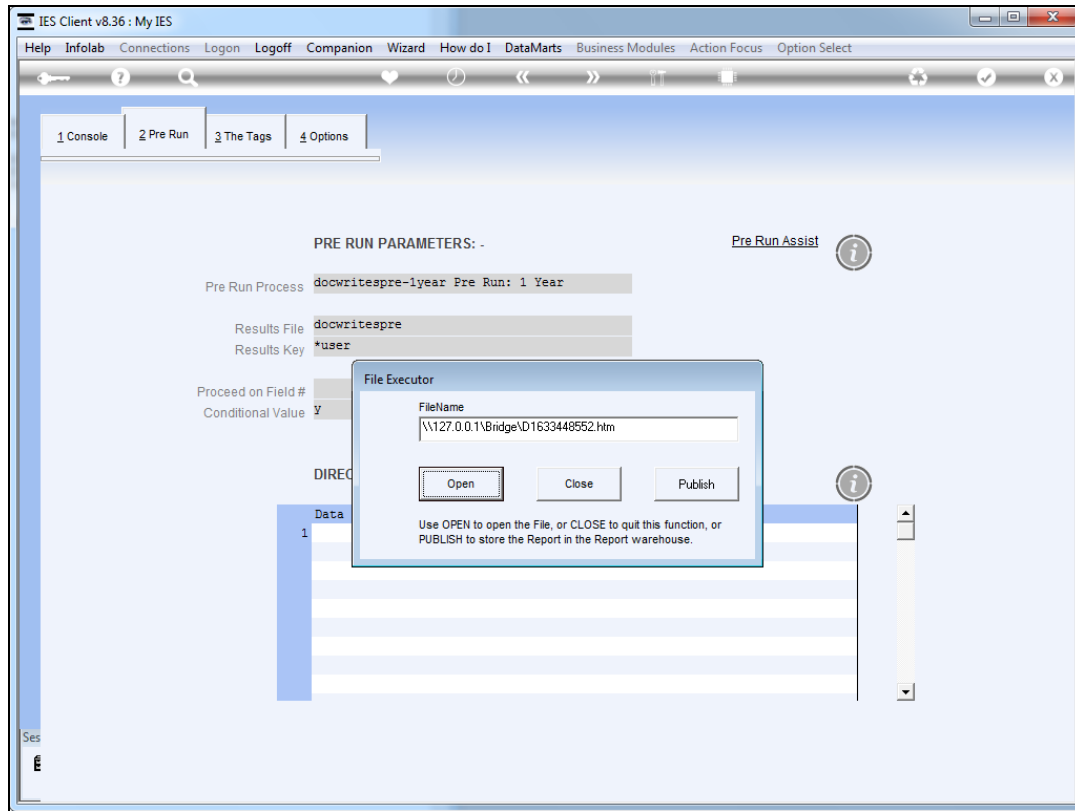 IES Client v8.36 : My IES
Help Infolab Connections Logon Logoff Companion Wizard How do I DataMarts Business Modules Action Focus Option Select
1 Console 2 Pre Run 3 The Tags 4 Options
PRE RUN PARAMETERS: - Pre Run Assist
Pre Run Process docwritespre-1year Pre Run: 1 Year
Results File docwritespre
Results Key *user
Proceed on Field #
Conditional Value y
File Executor
FileName
\\127.0.0.1\Bridge\D1633448552.htm
Open Close Publish
Use OPEN to open the File, or CLOSE to quit this function, or
PUBLISH to store the Report in the Report warehouse.
DIREC
Data
1
Ses